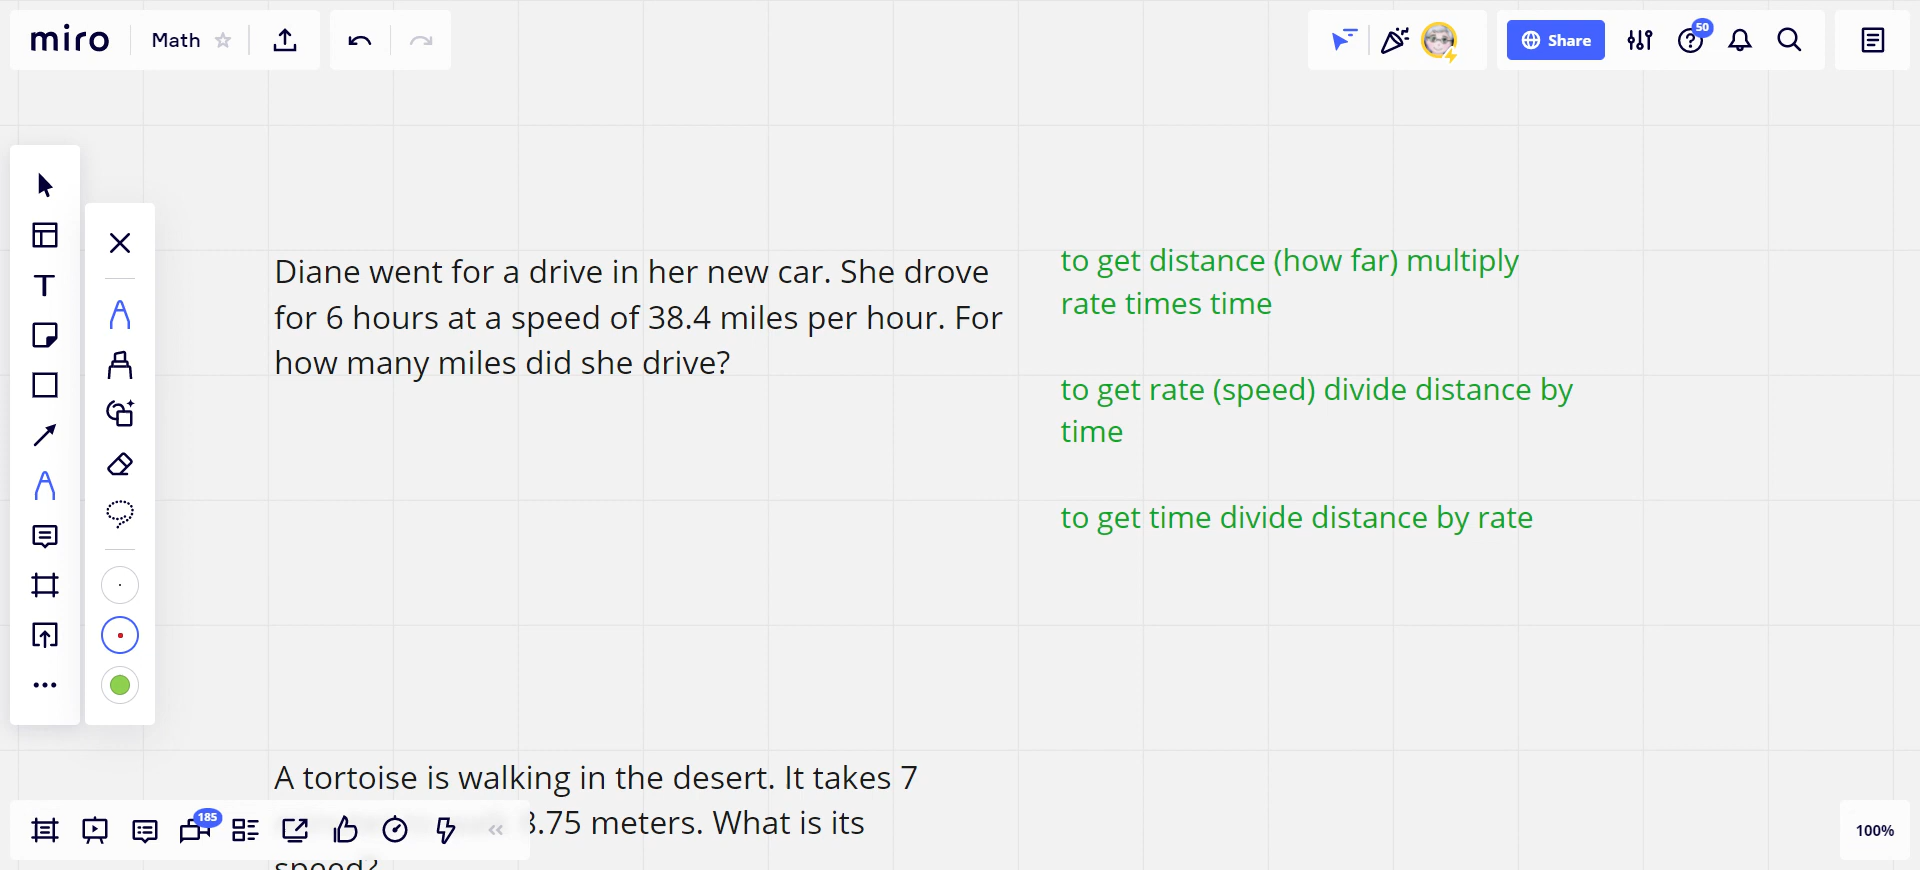 miro
Math
Share
50
Diane went for a drive in her new car. She drove
for 6 hours at a speed of 38.4 miles per hour. For
how many miles did she drive?
to get distance (how far) multiply
rate times time
to get rate (speed) divide distance by
time
to get time divide distance by rate
A tortoise is walking in the desert. It takes 7
.75 meters. What is its
speed?
185
100%